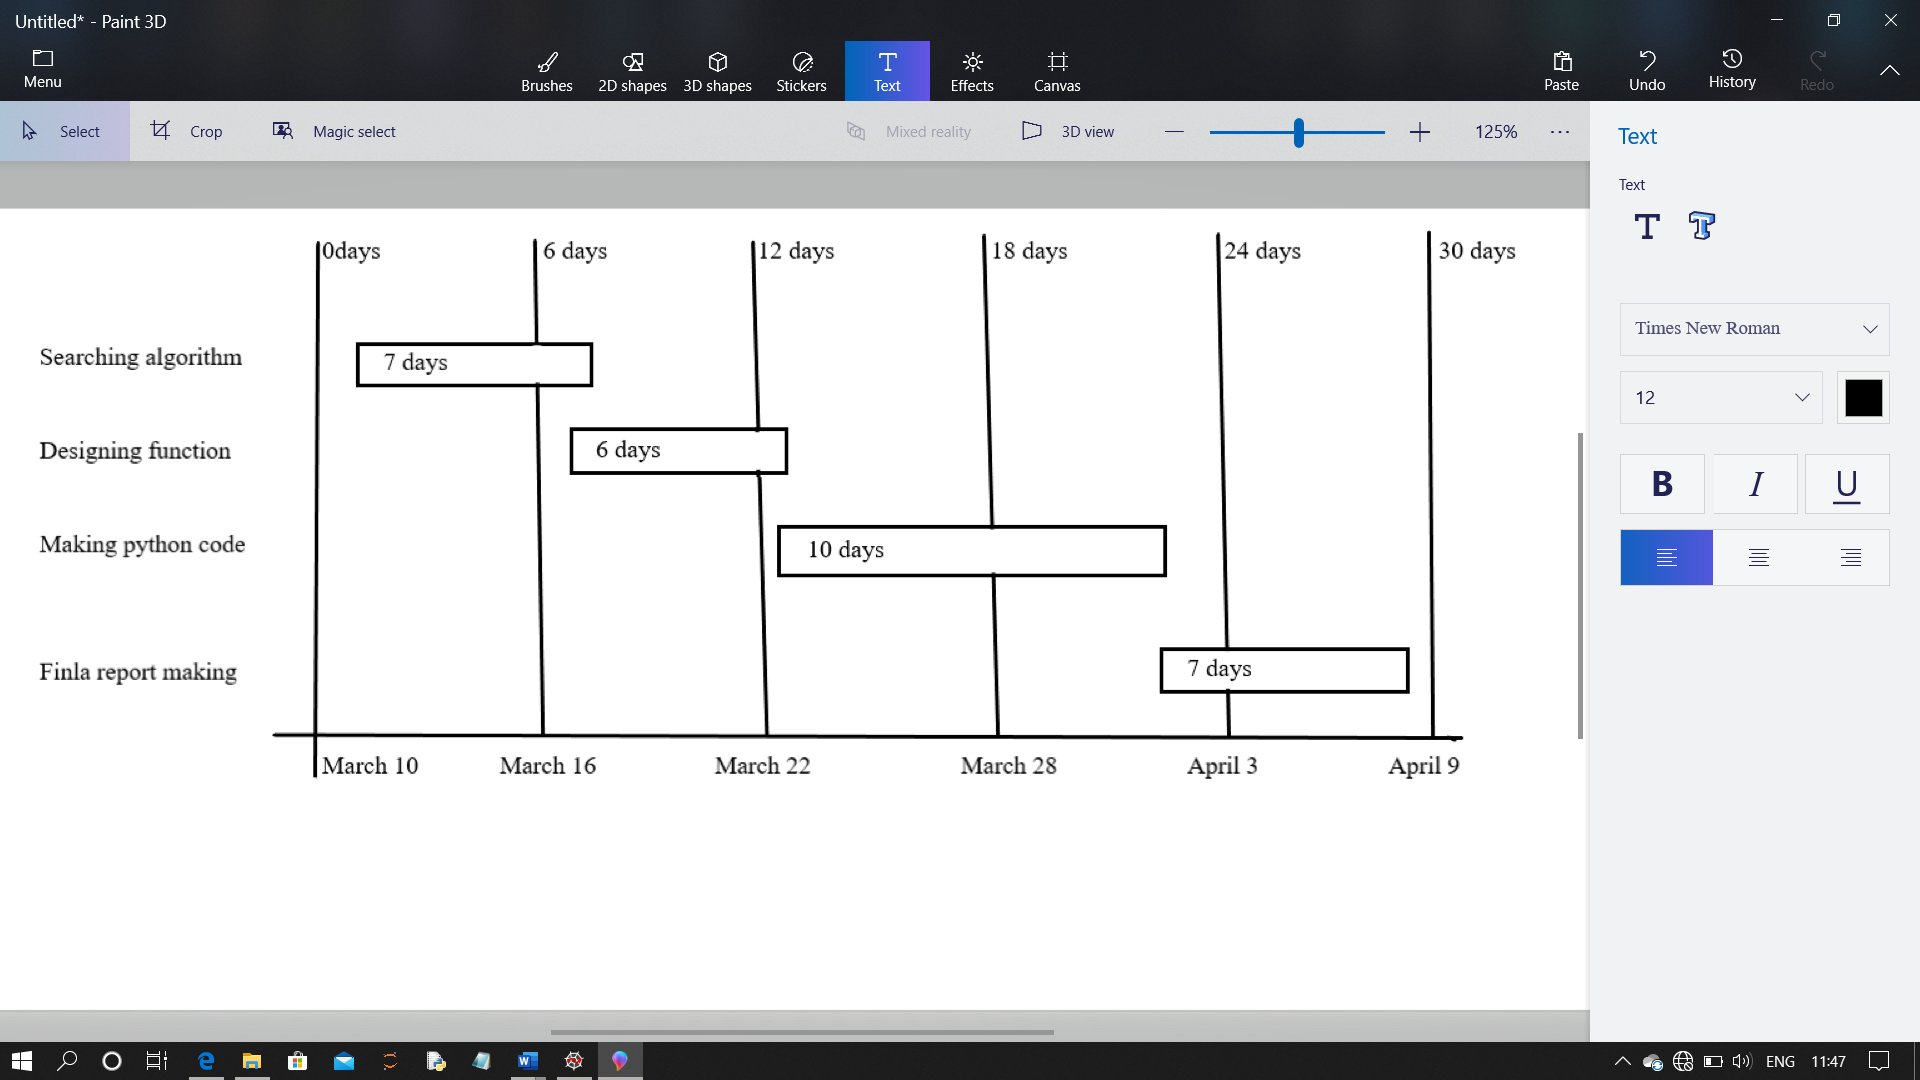 Untitled* - Paint 3D
Menu
Brushes
2D shapes
3D shapes
Stickers
Text
Effects
Canvas
Paste
Undo
History
Redo
Select
Crop
Magic select
Mixed reality
3D view
125%
Text
Text
Times New Roman
12
B
I
U
0days
6 days
12 days
18 days
24 days
30 days
Searching algorithm
7 days
Designing function
6 days
Making python code
10 days
Finla report making
7 days
March 10
March 16
March 22
March 28
April 3
April 9
ENG
11:47